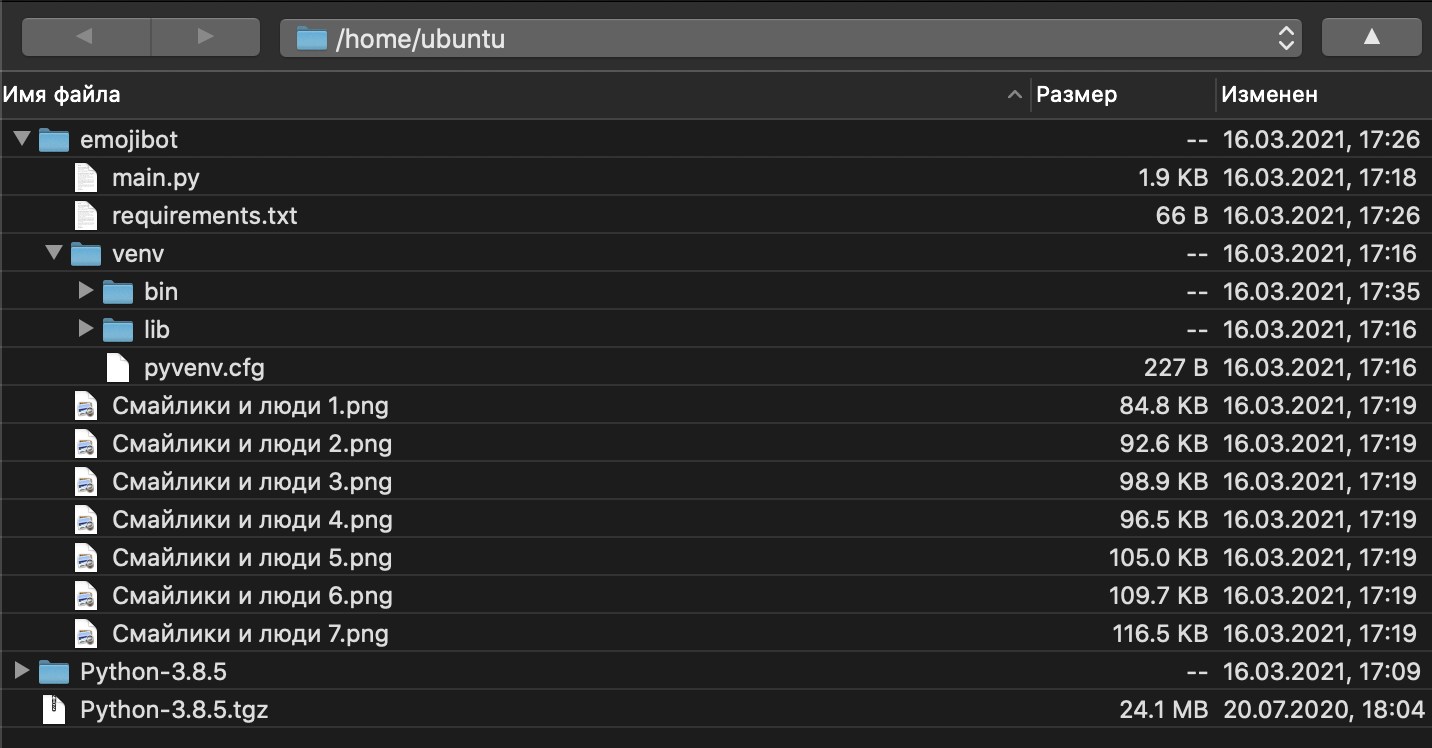 /home/ubuntu
Имя файла Размер Изменен
emojibot -- 16.03.2021, 17:26
main.py 1.9 KB 16.03.2021, 17:18
requirements.txt 66 B 16.03.2021, 17:26
venv -- 16.03.2021, 17:16
bin -- 16.03.2021, 17:35
lib -- 16.03.2021, 17:16
pyvenv.cfg 227 B 16.03.2021, 17:16
Смайлики и люди 1.png 84.8 KB 16.03.2021, 17:19
Смайлики и люди 2.png 92.6 KB 16.03.2021, 17:19
Смайлики и люди 3.png 98.9 KB 16.03.2021, 17:19
Смайлики и люди 4.png 96.5 KB 16.03.2021, 17:19
Смайлики и люди 5.png 105.0 KB 16.03.2021, 17:19
Смайлики и люди 6.png 109.7 KB 16.03.2021, 17:19
Смайлики и люди 7.png 116.5 KB 16.03.2021, 17:19
Python-3.8.5 -- 16.03.2021, 17:09
Python-3.8.5.tgz 24.1 MB 20.07.2020, 18:04